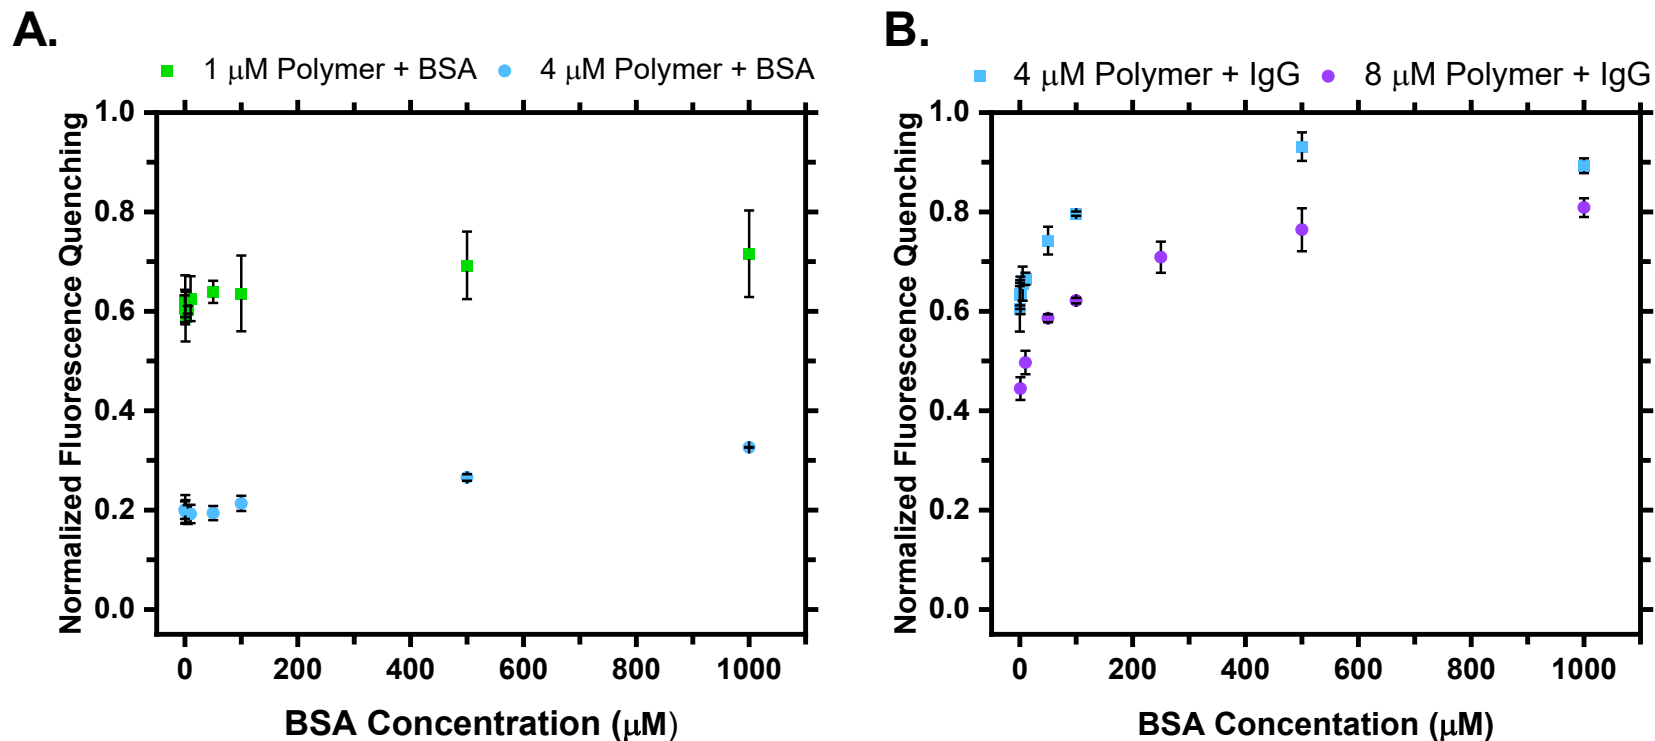 A.
1 μM Polymer + BSA 4 μM Polymer + BSA
1.0
0.8
0.6
0.4
0.2
0.0
Normalized Fluorescence Quenching
0 200 400 600 800 1000
BSA Concentration (μM)
B.
4 μM Polymer + IgG 8 μM Polymer + IgG
1.0
0.8
0.6
0.4
0.2
0.0
Normalized Fluorescence Quenching
0 200 400 600 800 1000
BSA Concentation (μM)